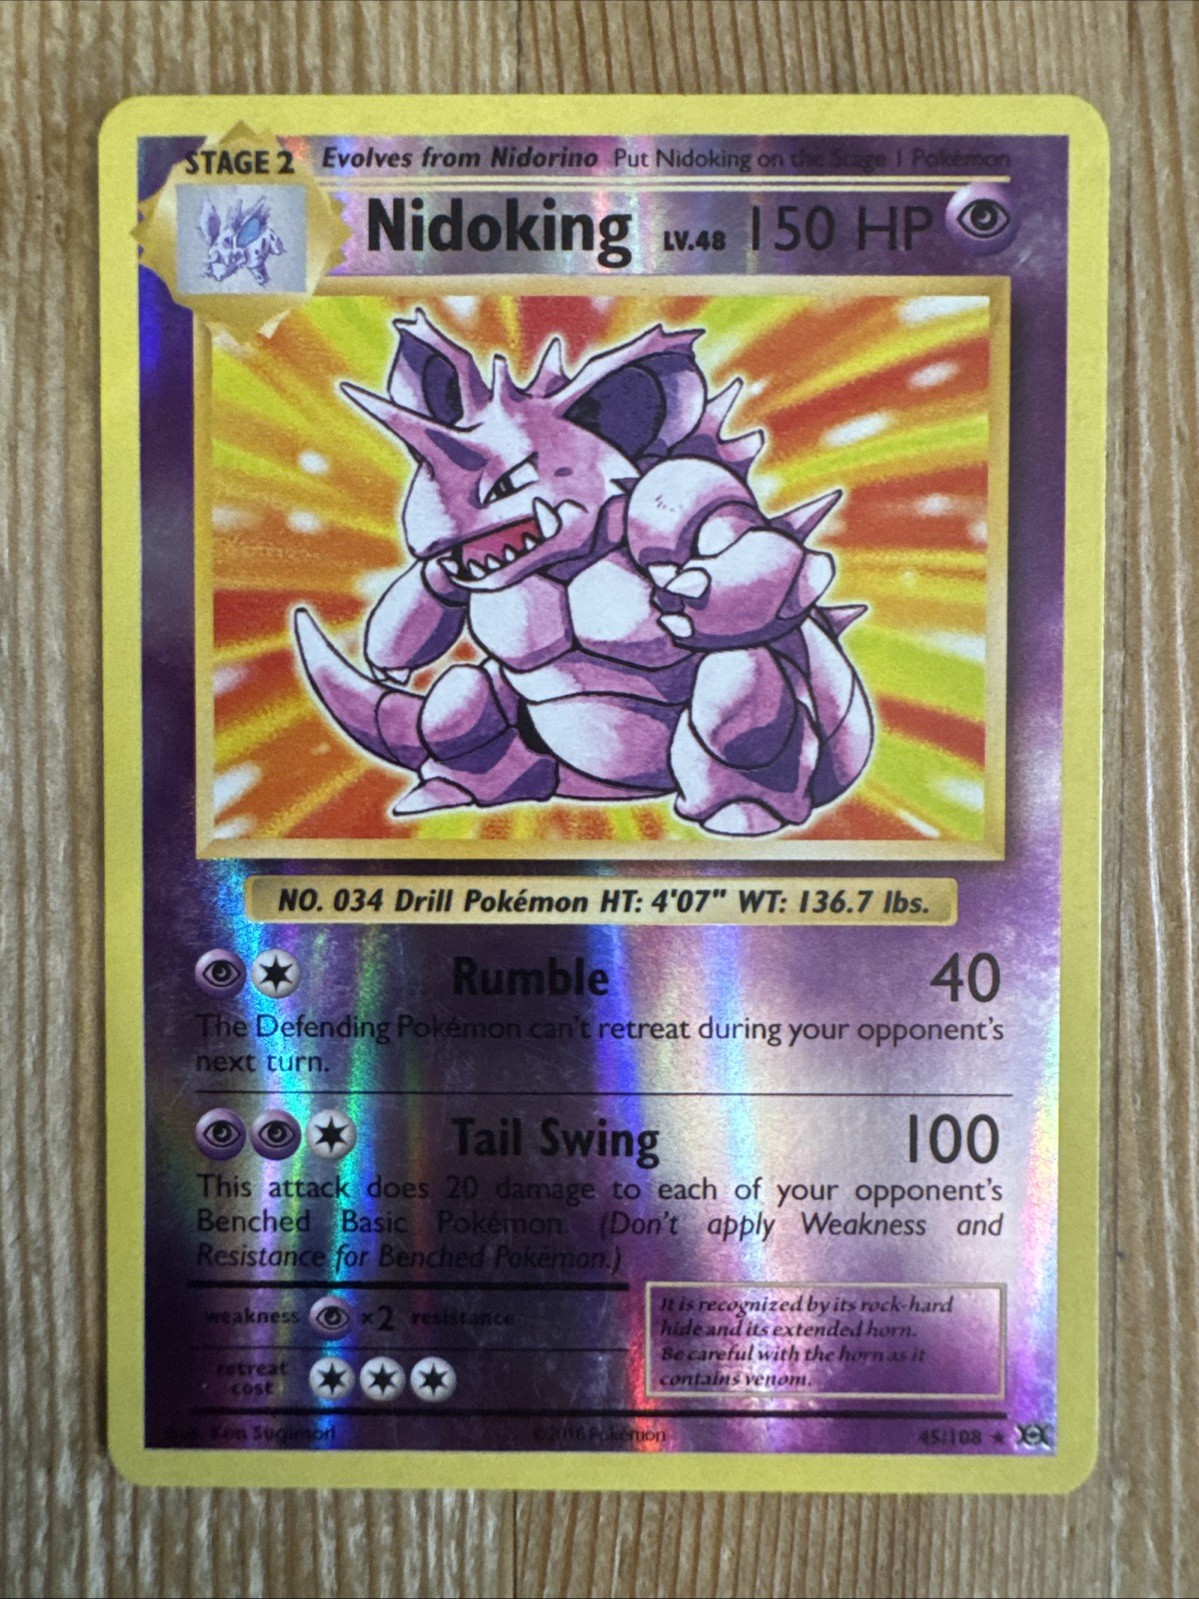 STAGE 2 Evolves from Nidorino Put Nidoking on the Stage 1 Pokémon
Nidoking LV.48 150 HP
NO. 034 Drill Pokémon HT: 4'07" WT: 136.7 lbs.
Rumble 40
The Defending Pokémon can't retreat during your opponent's
next turn.
Tail Swing 100
This attack does 20 damage to each of your opponent's
Benched Basic Pokémon. (Don't apply Weakness and
Resistance for Benched Pokémon.)
weakness ×2 resistance
retreat
cost
It is recognized by its rock-hard
hide and its extended horn.
Be careful with the horn as it
contains venom.
Illus. Ken Sugimori ©2016 Pokémon 45/108 ★